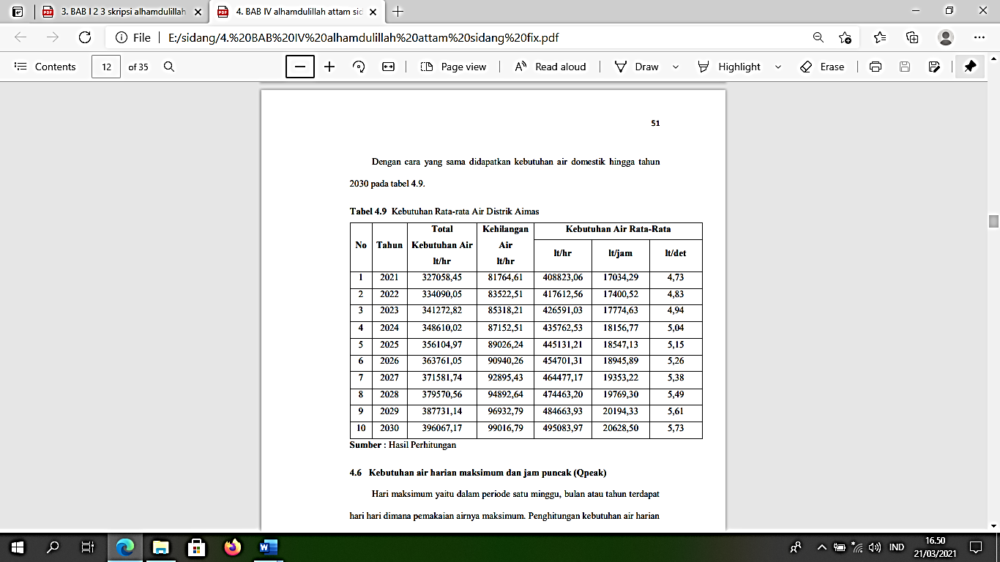 3. BAB I 2 3 skripsi alhamdulillah
4. BAB IV alhamdulillah attam sid
File
E:/sidang/4.%20BAB%20IV%20alhamdulillah%20attam%20sidang%20fix.pdf
Contents
12
of 35
Page view
Read aloud
Draw
Highlight
Erase
51
Dengan cara yang sama didapatkan kebutuhan air domestik hingga tahun
2030 pada tabel 4.9.
Tabel 4.9 Kebutuhan Rata-rata Air Distrik Aimas
No Tahun Total Kebutuhan Air lt/hr Kehilangan Air lt/hr Kebutuhan Air Rata-Rata
lt/hr lt/jam lt/det
1 2021 327058,45 81764,61 408823,06 17034,29 4,73
2 2022 334090,05 83522,51 417612,56 17400,52 4,83
3 2023 341272,82 85318,21 426591,03 17774,63 4,94
4 2024 348610,02 87152,51 435762,53 18156,77 5,04
5 2025 356104,97 89026,24 445131,21 18547,13 5,15
6 2026 363761,05 90940,26 454701,31 18945,89 5,26
7 2027 371581,74 92895,43 464477,17 19353,22 5,38
8 2028 379570,56 94892,64 474463,20 19769,30 5,49
9 2029 387731,14 96932,79 484663,93 20194,33 5,61
10 2030 396067,17 99016,79 495083,97 20628,50 5,73
Sumber : Hasil Perhitungan
4.6 Kebutuhan air harian maksimum dan jam puncak (Qpeak)
Hari maksimum yaitu dalam periode satu minggu, bulan atau tahun terdapat
hari hari dimana pemakaian airnya maksimum. Penghitungan kebutuhan air harian
IND
16.50
21/03/2021